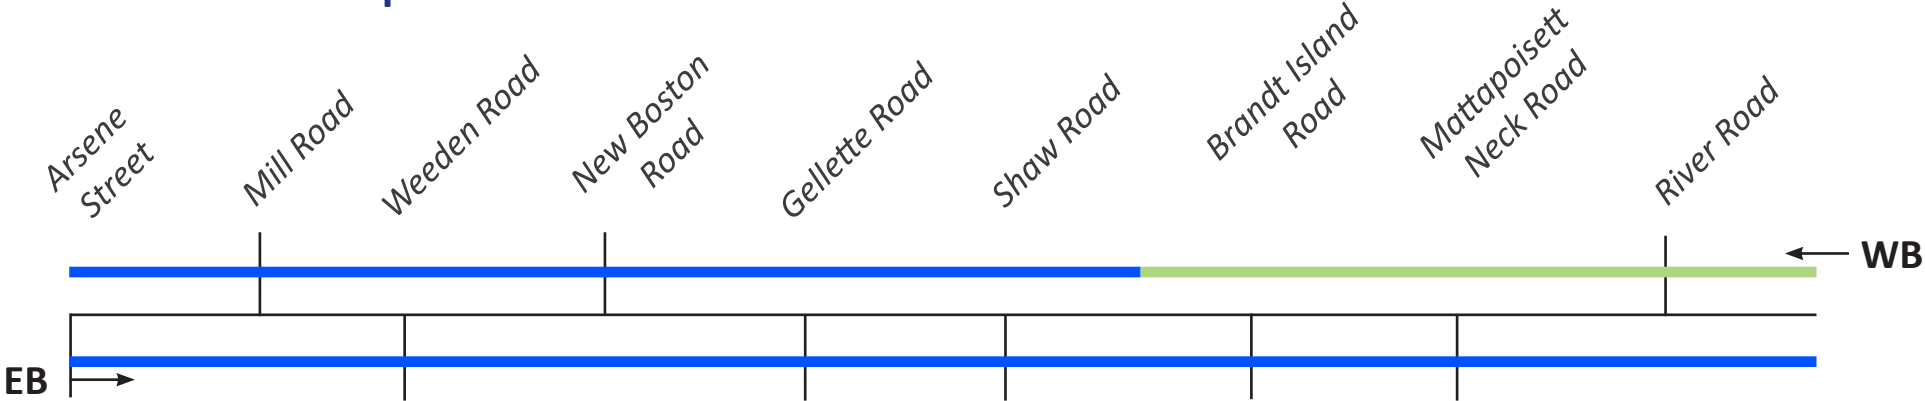 Arsene
Street
Mill Road
Weeden Road
New Boston
Road
Gellette Road
Shaw Road
Brandt Island
Road
Mattapoisett
Neck Road
River Road
WB
EB